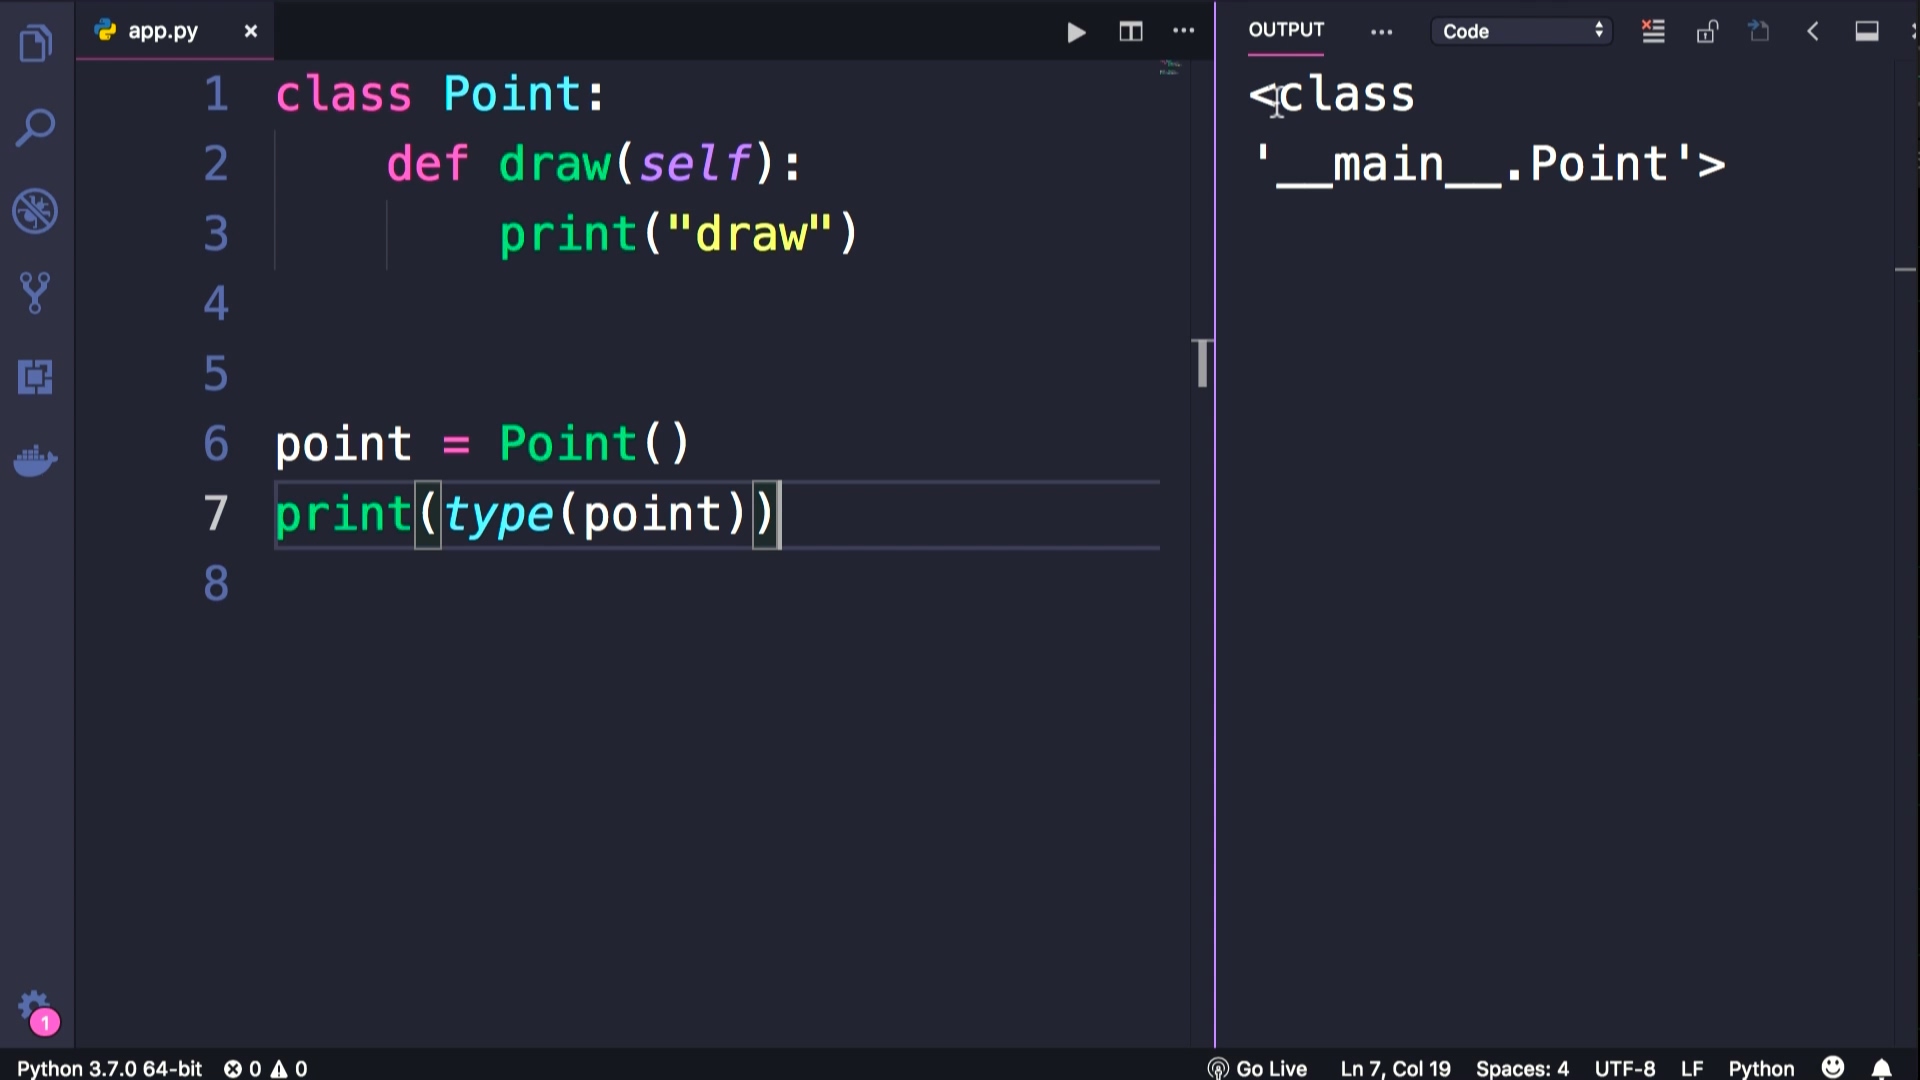 app.py ×
1 class Point:
2     def draw(self):
3         print("draw")
4
5
6 point = Point()
7 print(type(point))
8
OUTPUT ··· Code
<class
'__main__.Point'>
1
Python 3.7.0 64-bit 0 0 Go Live Ln 7, Col 19 Spaces: 4 UTF-8 LF Python